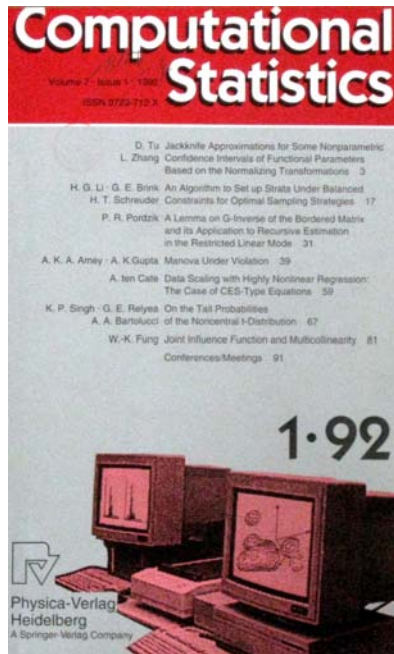 Computational
Statistics
Volume 7 · Issue 1 · 1992
ISSN 0723-712 X
D. Tu Jackknife Approximations for Some Nonparametric
L. Zhang Confidence Intervals of Functional Parameters
Based on the Normalizing Transformations 3
H. G. Li · G. E. Brink An Algorithm to Set up Strata Under Balanced
H. T. Schreuder Constraints for Optimal Sampling Strategies 17
P. R. Pordzik A Lemma on G-Inverse of the Bordered Matrix
and its Application to Recursive Estimation
in the Restricted Linear Mode 31
A. K. A. Amey · A. K. Gupta Manova Under Violation 39
A. ten Cate Data Scaling with Highly Nonlinear Regression:
The Case of CES-Type Equations 59
K. P. Singh · G. E. Relyea On the Tail Probabilities
A. A. Bartolucci of the Noncentral t-Distribution 67
W.-K. Fung Joint Influence Function and Multicollinearity 81
Conferences/Meetings 91
1·92
Physica-Verlag
Heidelberg
A Springer-Verlag Company